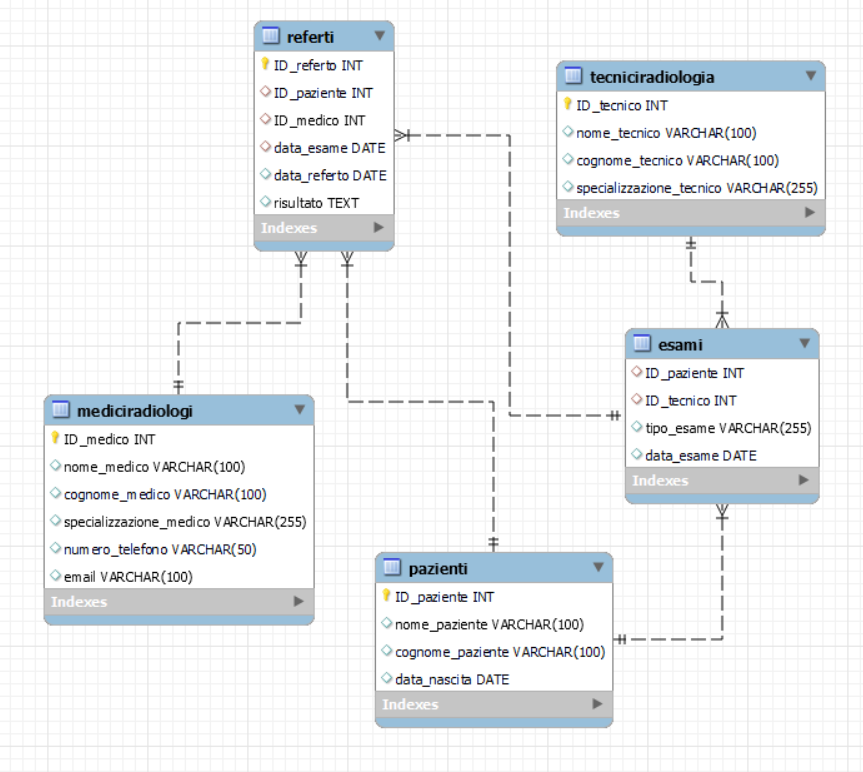 referti
ID_referto INT
ID_paziente INT
ID_medico INT
data_esame DATE
data_referto DATE
risultato TEXT
Indexes
tecniciradiologia
ID_tecnico INT
nome_tecnico VARCHAR(100)
cognome_tecnico VARCHAR(100)
specializzazione_tecnico VARCHAR(255)
Indexes
esami
ID_paziente INT
ID_tecnico INT
tipo_esame VARCHAR(255)
data_esame DATE
Indexes
mediciradiologi
ID_medico INT
nome_medico VARCHAR(100)
cognome_medico VARCHAR(100)
specializzazione_medico VARCHAR(255)
numero_telefono VARCHAR(50)
email VARCHAR(100)
Indexes
pazienti
ID_paziente INT
nome_paziente VARCHAR(100)
cognome_paziente VARCHAR(100)
data_nascita DATE
Indexes